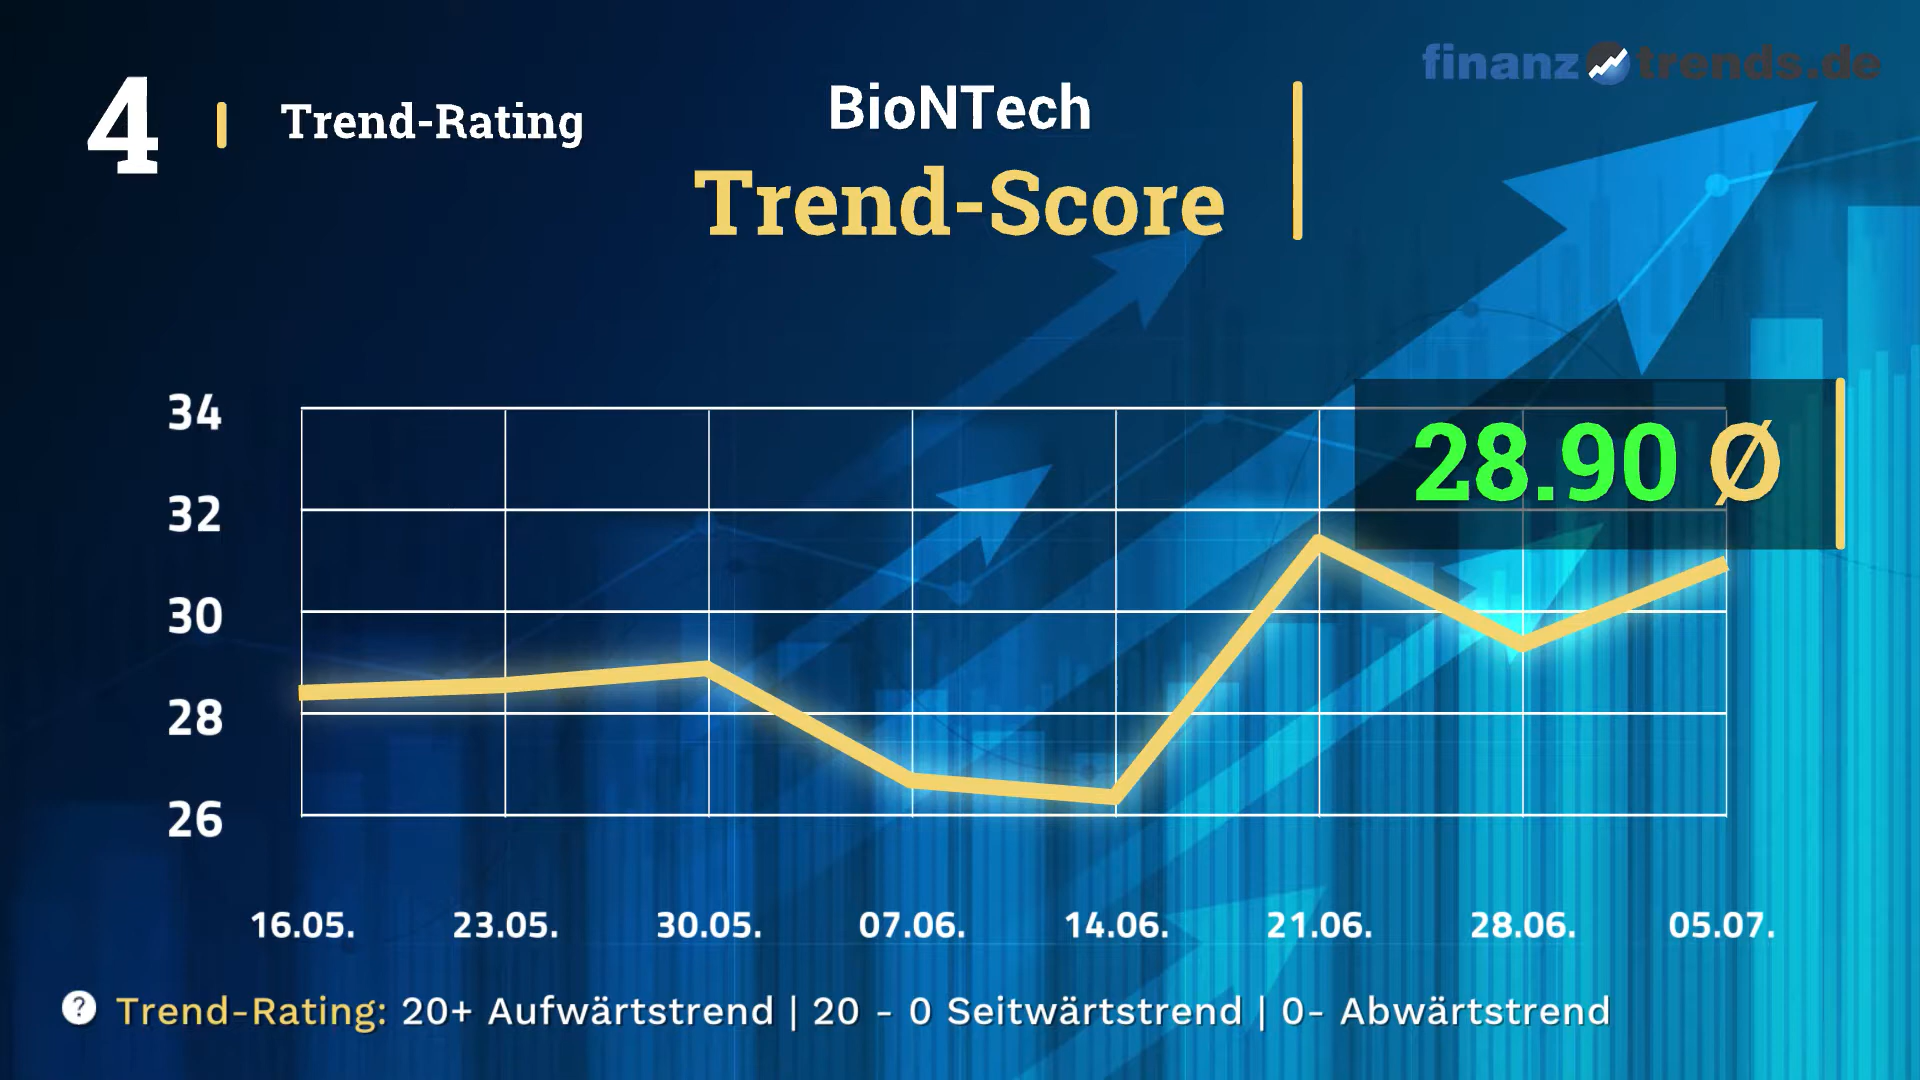 finanztrends.de
4 Trend-Rating
BioNTech
Trend-Score
28.90 Ø
34
32
30
28
26
16.05. 23.05. 30.05. 07.06. 14.06. 21.06. 28.06. 05.07.
? Trend-Rating: 20+ Aufwärtstrend | 20 - 0 Seitwärtstrend | 0- Abwärtstrend